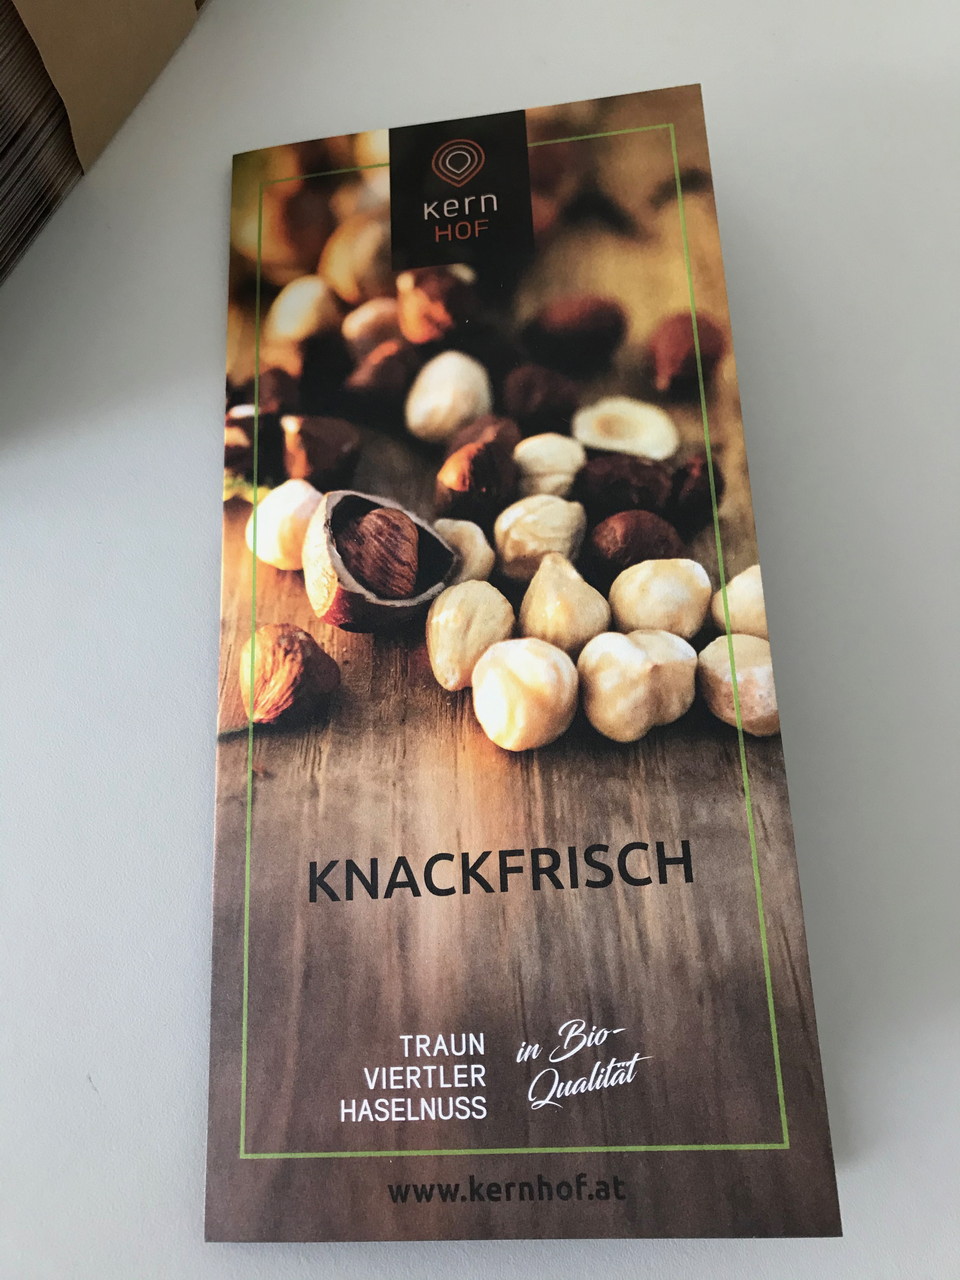 Kern
HOF
KNACKFRISCH
TRAUN
VIERTLER
HASELNUSS
in Bio-
Qualität
www.kernhof.at